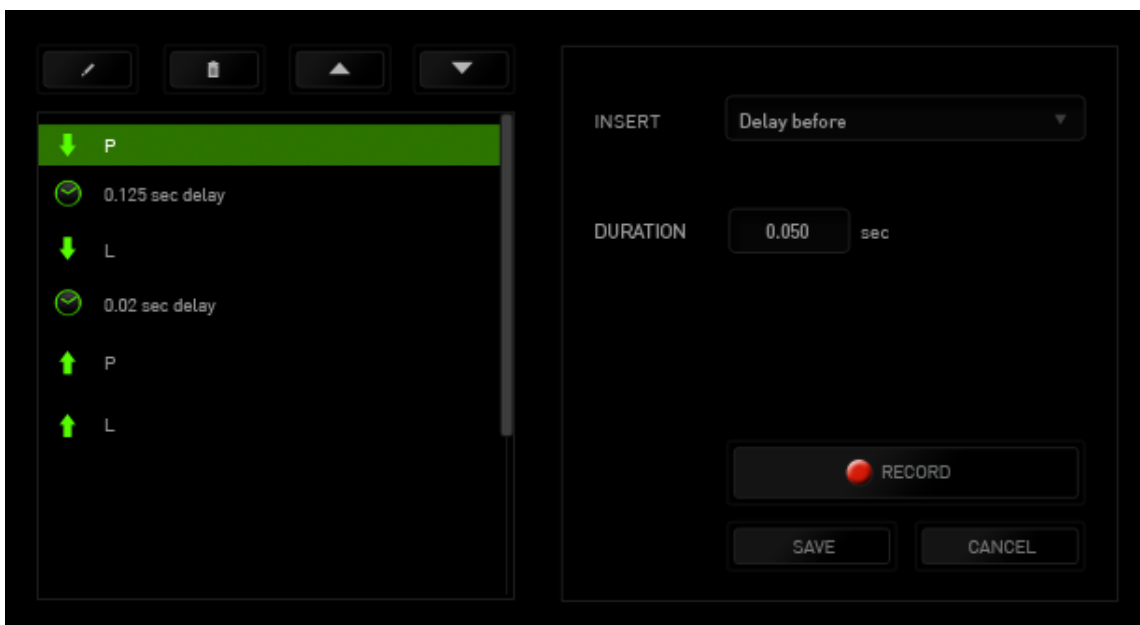 P
0.125 sec delay
L
0.02 sec delay
P
L
INSERT Delay before
DURATION 0.050 sec
RECORD
SAVE CANCEL